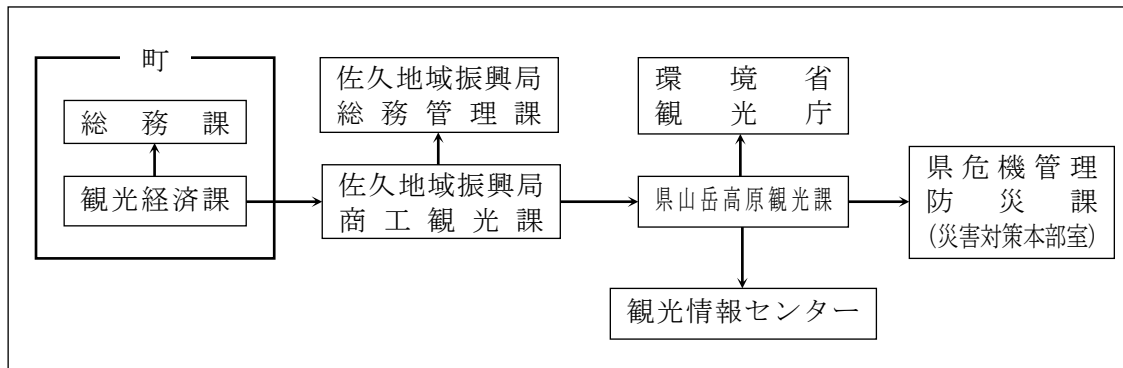 町
総務課
観光経済課
佐久地域振興局
総務管理課
佐久地域振興局
商工観光課
環境省
観光庁
県山岳高原観光課
観光情報センター
県危機管理
防災課
(災害対策本部室)